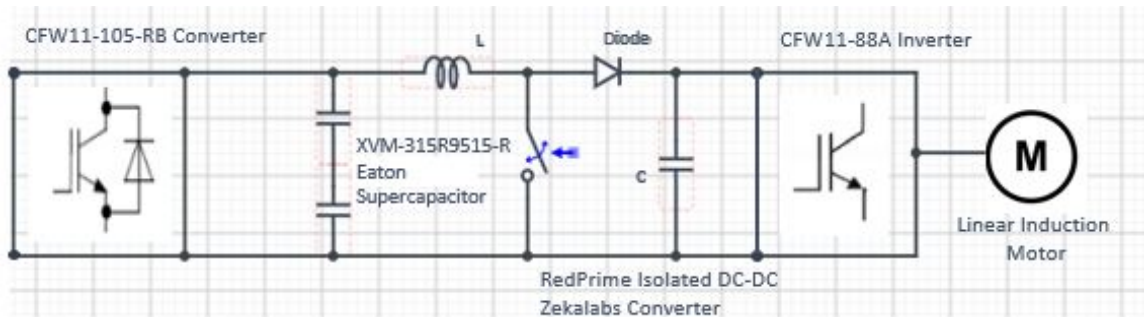 CFW11-105-RB Converter
L
Diode
CFW11-88A Inverter
XVM-315R9515-R
Eaton
Supercapacitor
C
M
Linear Induction
Motor
RedPrime Isolated DC-DC
Zekalabs Converter